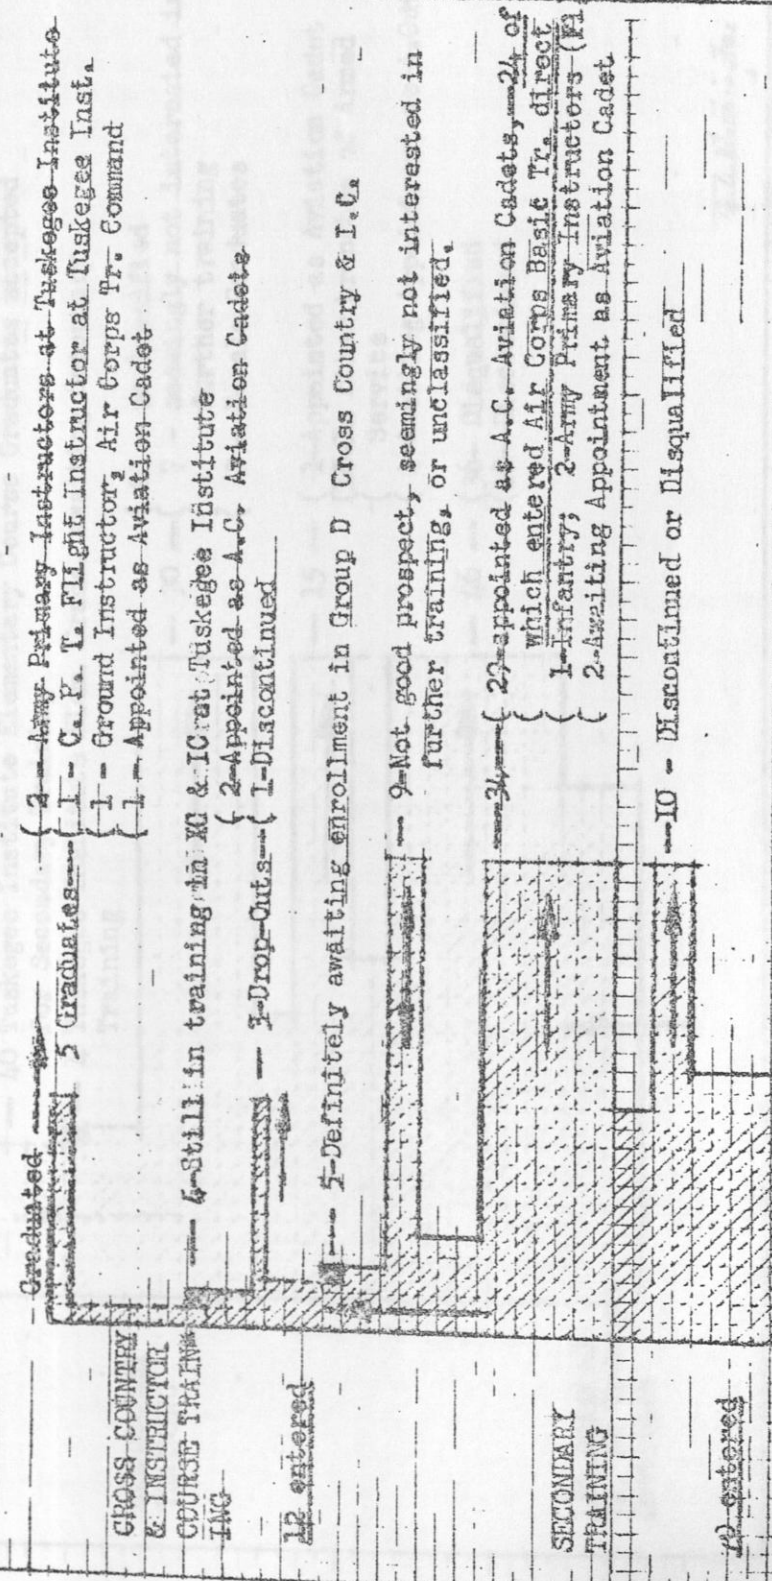 Graduated
5 Graduates---( 2 - Army Primary Instructors at Tuskegee Institute
( 1 - C. P. T. Flight Instructor at Tuskegee Inst.
( 1 - Ground Instructor, Air Corps Tr. Command
( 1 - Appointed as Aviation Cadet
CROSS COUNTRY
& INSTRUCTOR
COURSE TRAIN-
ING
--- 4-Still in training in XC & IC at Tuskegee Institute
--- 3-Drop-Outs--( 2-Appointed as A.C. Aviation Cadets
( 1-Discontinued
12 entered
--- 5-Definitely awaiting enrollment in Group D Cross Country & I.C.
--- 9-Not good prospect, seemingly not interested in
further training, or unclassified.
SECONDARY
TRAINING
---34---( 29-appointed as A.C. Aviation Cadets, 24 of
( which entered Air Corps Basic Tr. direct
( 1-Infantry; 2-Army Primary Instructors (Fl
( 2-Awaiting Appointment as Aviation Cadet
---10 - Discontinued or Disqualified
entered